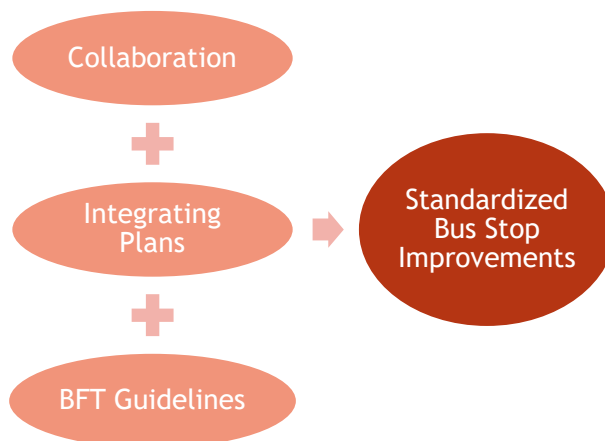 Collaboration
Integrating
Plans
BFT Guidelines
Standardized
Bus Stop
Improvements